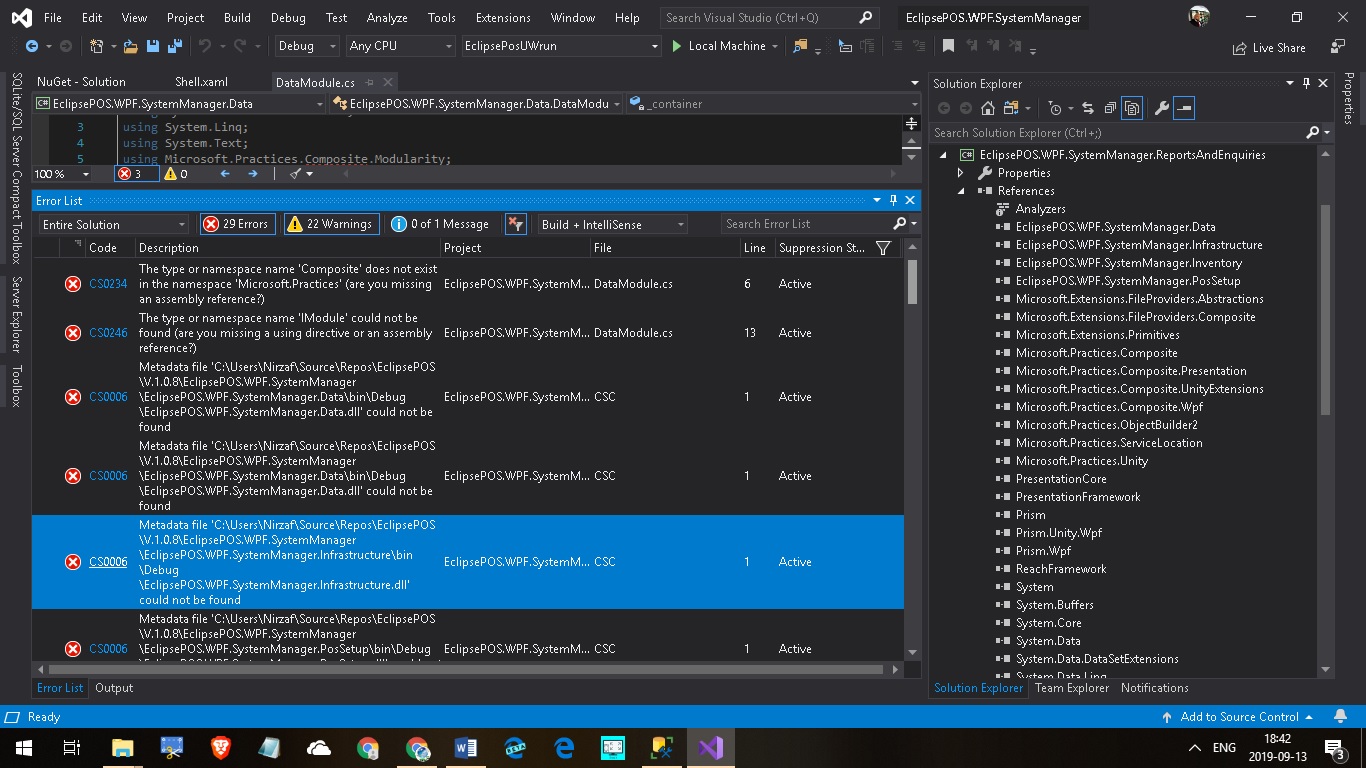 File Edit View Project Build Debug Test Analyze Tools Extensions Window Help Search Visual Studio (Ctrl+Q) EclipsePOS.WPF.SystemManager
Debug Any CPU EclipsePosUWrun Local Machine Live Share
SQLite/SQL Server Compact Toolbox
Server Explorer
Toolbox
NuGet - Solution Shell.xaml DataModule.cs
EclipsePOS.WPF.SystemManager.Data EclipsePOS.WPF.SystemManager.Data.DataModu _container
3 using System.Linq;
4 using System.Text;
5 using Microsoft.Practices.Composite.Modularity;
100 % 3 0
Error List
Entire Solution 29 Errors 22 Warnings 0 of 1 Message Build + IntelliSense Search Error List
Code Description Project File Line Suppression St...
CS0234 The type or namespace name 'Composite' does not exist
in the namespace 'Microsoft.Practices' (are you missing EclipsePOS.WPF.SystemM... DataModule.cs 6 Active
an assembly reference?)
The type or namespace name 'IModule' could not be
CS0246 found (are you missing a using directive or an assembly EclipsePOS.WPF.SystemM... DataModule.cs 13 Active
reference?)
Metadata file 'C:\Users\Nirzaf\Source\Repos\EclipsePOS
\V.1.0.8\EclipsePOS.WPF.SystemManager
CS0006 \EclipsePOS.WPF.SystemManager.Data\bin\Debug EclipsePOS.WPF.SystemM... CSC 1 Active
\EclipsePOS.WPF.SystemManager.Data.dll' could not be
found
Metadata file 'C:\Users\Nirzaf\Source\Repos\EclipsePOS
\V.1.0.8\EclipsePOS.WPF.SystemManager
CS0006 \EclipsePOS.WPF.SystemManager.Data\bin\Debug EclipsePOS.WPF.SystemM... CSC 1 Active
\EclipsePOS.WPF.SystemManager.Data.dll' could not be
found
Metadata file 'C:\Users\Nirzaf\Source\Repos\EclipsePOS
\V.1.0.8\EclipsePOS.WPF.SystemManager
\EclipsePOS.WPF.SystemManager.Infrastructure\bin
CS0006 \Debug EclipsePOS.WPF.SystemM... CSC 1 Active
\EclipsePOS.WPF.SystemManager.Infrastructure.dll'
could not be found
Metadata file 'C:\Users\Nirzaf\Source\Repos\EclipsePOS
\V.1.0.8\EclipsePOS.WPF.SystemManager
CS0006 \EclipsePOS.WPF.SystemManager.PosSetup\bin\Debug EclipsePOS.WPF.SystemM... CSC 1 Active
Error List Output
Solution Explorer
Search Solution Explorer (Ctrl+;)
EclipsePOS.WPF.SystemManager.ReportsAndEnquiries
Properties
References
Analyzers
EclipsePOS.WPF.SystemManager.Data
EclipsePOS.WPF.SystemManager.Infrastructure
EclipsePOS.WPF.SystemManager.Inventory
EclipsePOS.WPF.SystemManager.PosSetup
Microsoft.Extensions.FileProviders.Abstractions
Microsoft.Extensions.FileProviders.Composite
Microsoft.Extensions.Primitives
Microsoft.Practices.Composite
Microsoft.Practices.Composite.Presentation
Microsoft.Practices.Composite.UnityExtensions
Microsoft.Practices.Composite.Wpf
Microsoft.Practices.ObjectBuilder2
Microsoft.Practices.ServiceLocation
Microsoft.Practices.Unity
PresentationCore
PresentationFramework
Prism
Prism.Unity.Wpf
Prism.Wpf
ReachFramework
System
System.Buffers
System.Core
System.Data
System.Data.DataSetExtensions
System.Data.Linq
Solution Explorer Team Explorer Notifications
Properties
Ready Add to Source Control
BETA
ENG 18:42
2019-09-13 3